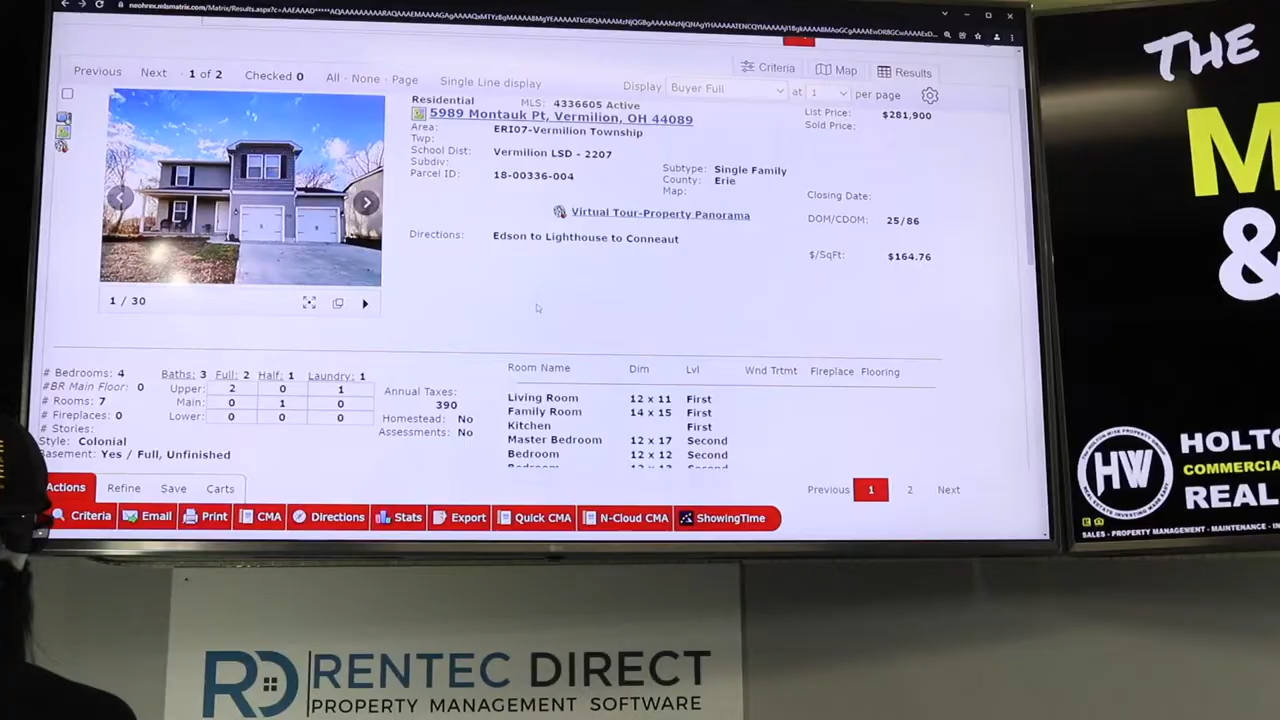 Previous Next · 1 of 2 Checked 0 All · None · Page Single Line display Display Buyer Full at 1 per page
Criteria Map Results
Residential MLS: 4336605 Active
5989 Montauk Pt, Vermilion, OH 44089
Area: ERI07-Vermilion Township
Twp:
School Dist: Vermilion LSD - 2207
Subdiv:
Parcel ID: 18-00336-004
Subtype: Single Family
County: Erie
Map:
List Price: $281,900
Sold Price:
Closing Date:
DOM/CDOM: 25/86
$/SqFt: $164.76
Virtual Tour-Property Panorama
Directions: Edson to Lighthouse to Conneaut
1 / 30
# Bedrooms: 4
#BR Main Floor: 0
# Rooms: 7
# Fireplaces: 0
# Stories:
Style: Colonial
Basement: Yes / Full, Unfinished
Baths: 3 Full: 2 Half: 1 Laundry: 1
Upper: 2 0 1
Main: 0 1 0
Lower: 0 0 0
Annual Taxes:
390
Homestead: No
Assessments: No
Room Name Dim Lvl Wnd Trtmt Fireplace Flooring
Living Room 12 x 11 First
Family Room 14 x 15 First
Kitchen First
Master Bedroom 12 x 17 Second
Bedroom 12 x 12 Second
Actions Refine Save Carts
Previous 1 2 Next
Criteria Email Print CMA Directions Stats Export Quick CMA N-Cloud CMA ShowingTime
THE
M
&
HW
HOLTO
COMMERCIA
REAL
SALES - PROPERTY MANAGEMENT - MAINTENANCE - IN
RD RENTEC DIRECT
PROPERTY MANAGEMENT SOFTWARE